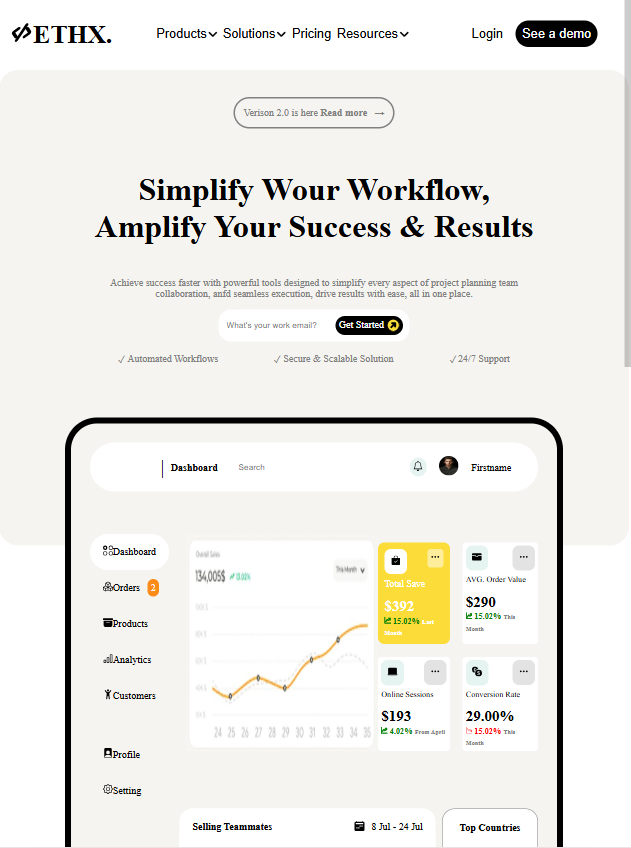 ETHX.
Products Solutions Pricing Resources
Login See a demo
Verison 2.0 is here Read more →
Simplify Wour Workflow,
Amplify Your Success & Results
Achieve success faster with powerful tools designed to simplify every aspect of project planning team
collaboration, anfd seamless execution, drive results with ease, all in one place.
What's your work email? Get Started
✓ Automated Workflows ✓ Secure & Scalable Solution ✓ 24/7 Support
Dashboard Search Firstname
Dashboard
Orders 2
Products
Analytics
Customers
Profile
Setting
Overall Sales
134,00S$ 15.02%
This Month
24 25 26 27 28 29 30 31 32 33 34 35
Total Save
$392
15.02% Last
Month
AVG. Order Value
$290
15.02% This
Month
Online Sessions
$193
4.02% From April
Conversion Rate
29.00%
15.02% This
Month
Selling Teammates 8 Jul - 24 Jul
Top Countries